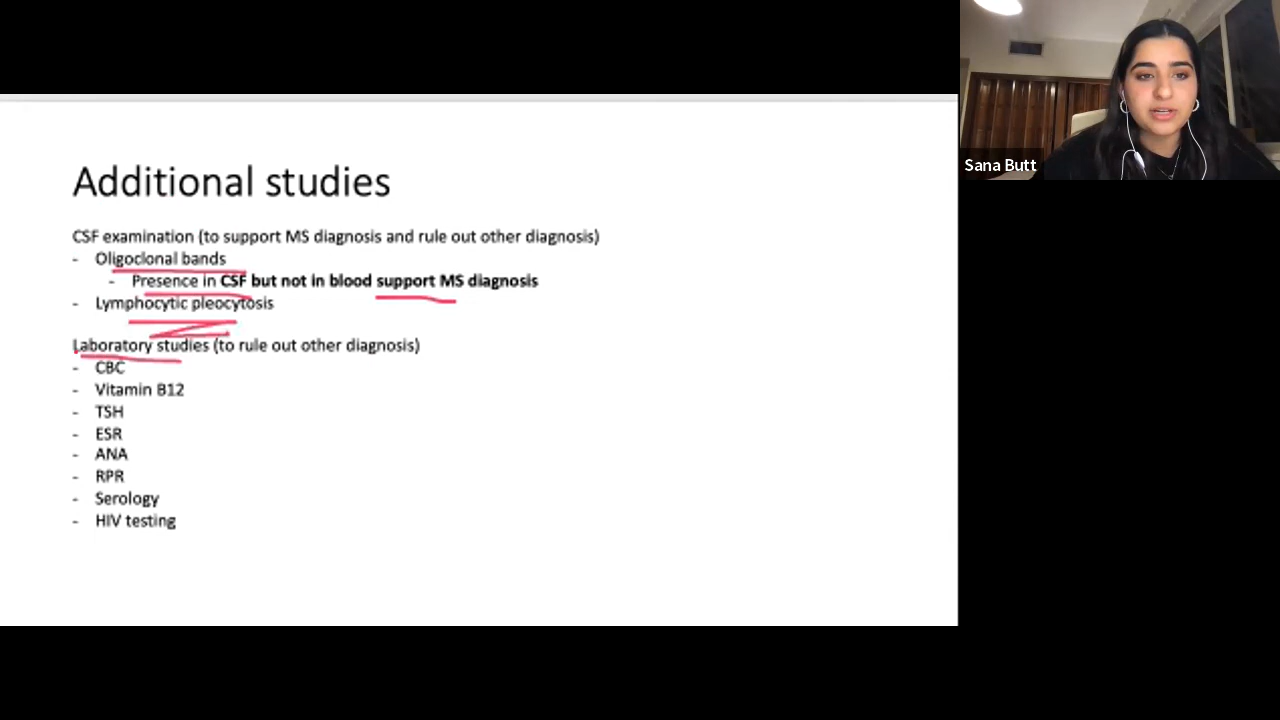 Additional studies
CSF examination (to support MS diagnosis and rule out other diagnosis)
- Oligoclonal bands
- Presence in CSF but not in blood support MS diagnosis
- Lymphocytic pleocytosis
Laboratory studies (to rule out other diagnosis)
- CBC
- Vitamin B12
- TSH
- ESR
- ANA
- RPR
- Serology
- HIV testing
Sana Butt